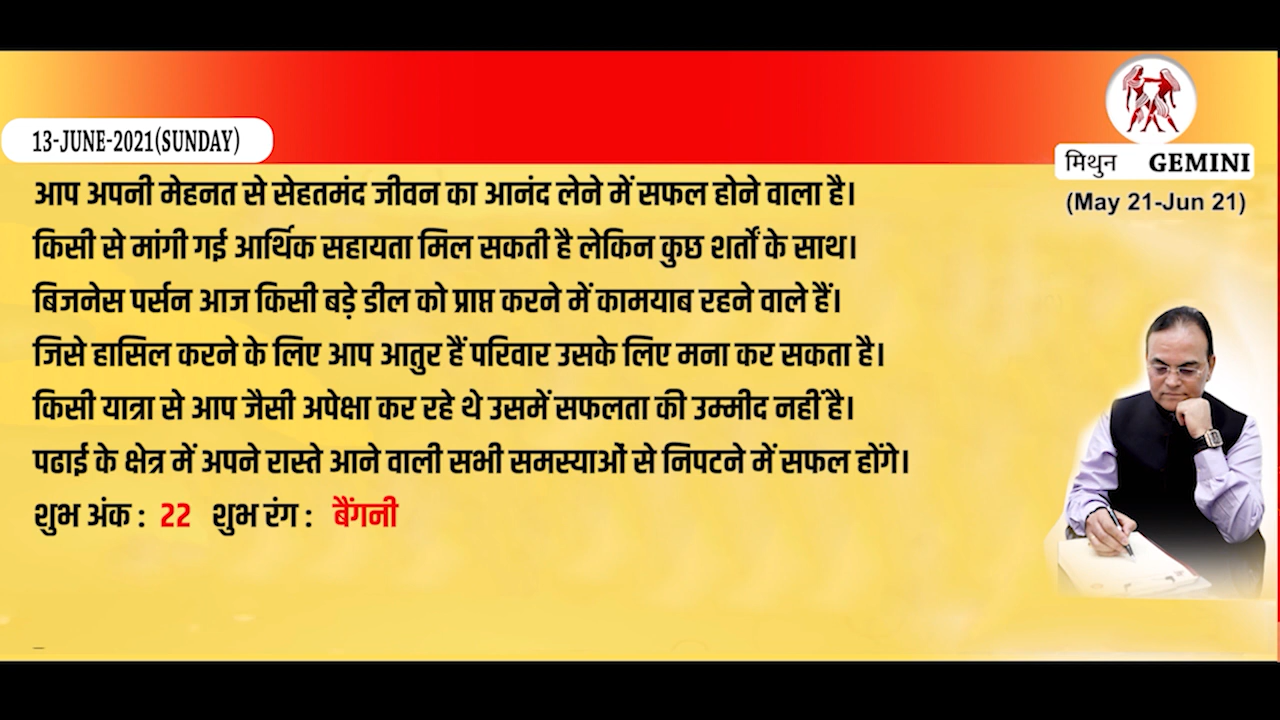 13-JUNE-2021(SUNDAY)
मिथुन GEMINI
(May 21-Jun 21)
आप अपनी मेहनत से सेहतमंद जीवन का आनंद लेने में सफल होने वाला है।
किसी से मांगी गई आर्थिक सहायता मिल सकती है लेकिन कुछ शर्तों के साथ।
बिजनेस पर्सन आज किसी बड़े डील को प्राप्त करने में कामयाब रहने वाले हैं।
जिसे हासिल करने के लिए आप आतुर हैं परिवार उसके लिए मना कर सकता है।
किसी यात्रा से आप जैसी अपेक्षा कर रहे थे उसमें सफलता की उम्मीद नहीं है।
पढाई के क्षेत्र में अपने रास्ते आने वाली सभी समस्याओं से निपटने में सफल होंगे।
शुभ अंक : 22 शुभ रंग : बैंगनी